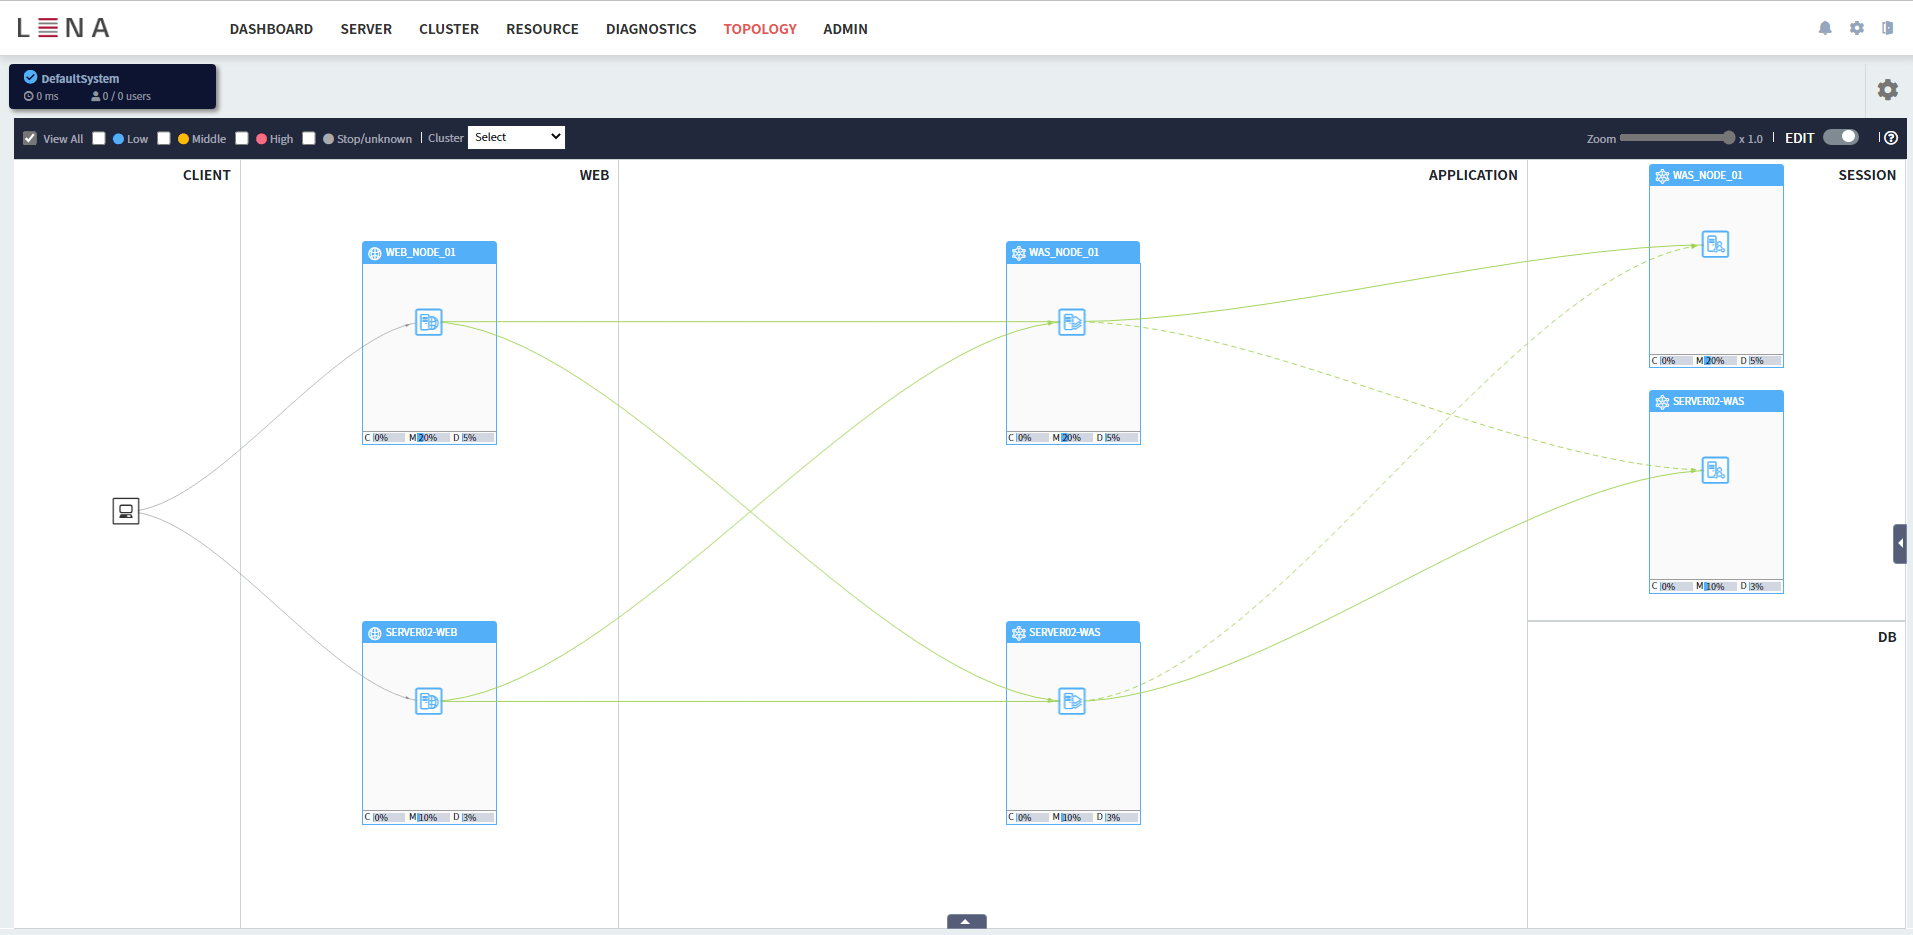 LENA
DASHBOARD SERVER CLUSTER RESOURCE DIAGNOSTICS TOPOLOGY ADMIN
DefaultSystem
0 ms 0 / 0 users
View All Low Middle High Stop/unknown Cluster Select Zoom x 1.0 EDIT ?
CLIENT WEB APPLICATION SESSION
WAS_NODE_01
WEB_NODE_01
WAS_NODE_01
C 0% M 20% D 5%
SERVER02-WAS
C 0% M 20% D 5%
C 0% M 20% D 5%
C 0% M 10% D 3%
SERVER02-WEB
SERVER02-WAS
DB
C 0% M 10% D 3%
C 0% M 10% D 3%